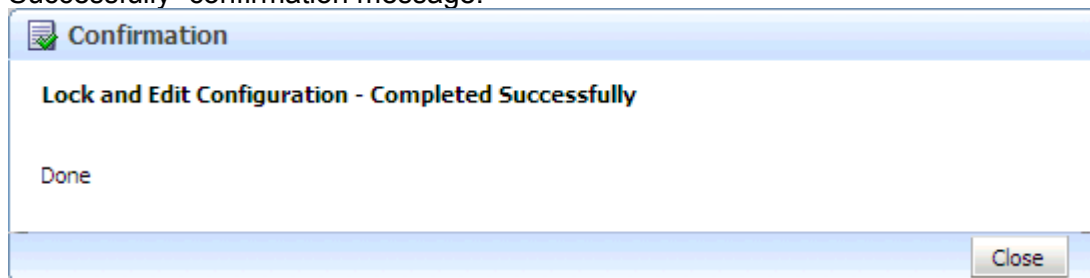 Successfully" confirmation message.
Confirmation
Lock and Edit Configuration - Completed Successfully
Done
Close